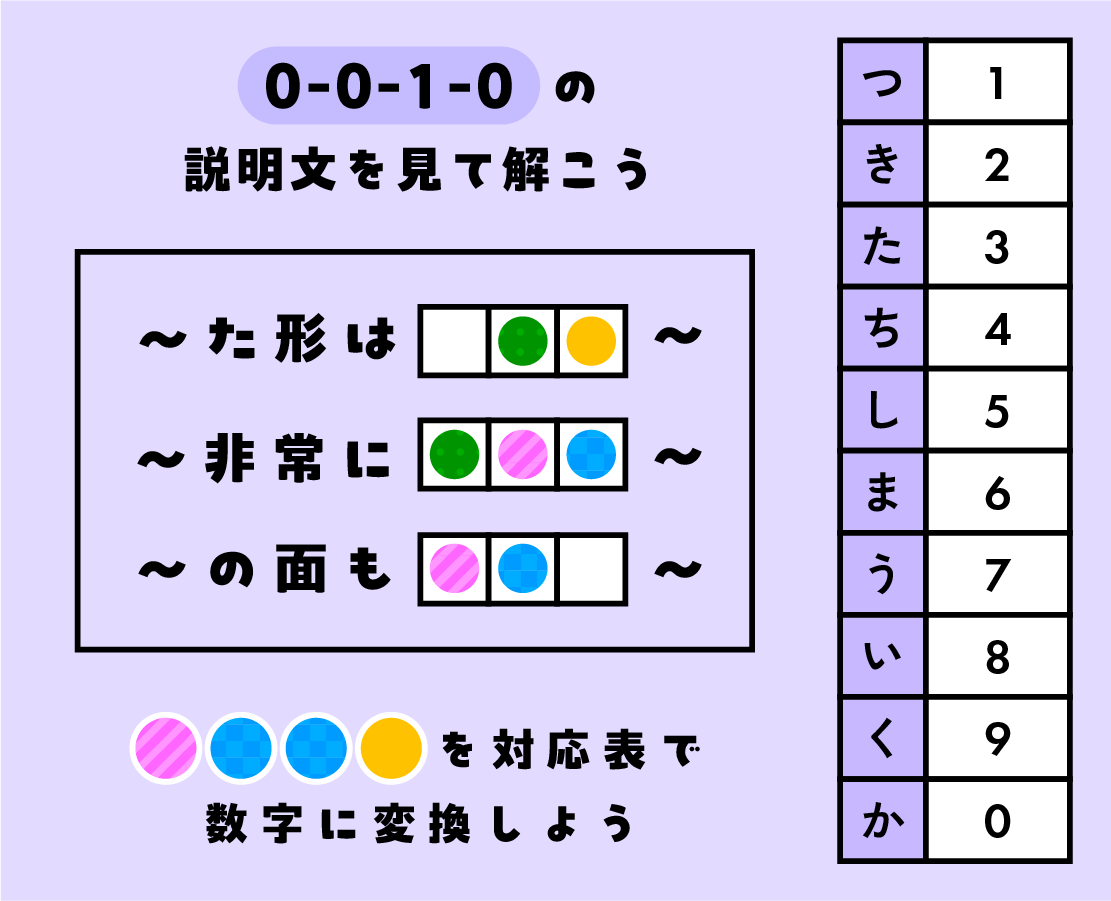 0-0-1-0 の
説明文を見て解こう
～た形は ～
～非常に ～
～の面も ～
を対応表で
数字に変換しよう
つ 1
き 2
た 3
ち 4
し 5
ま 6
う 7
い 8
く 9
か 0